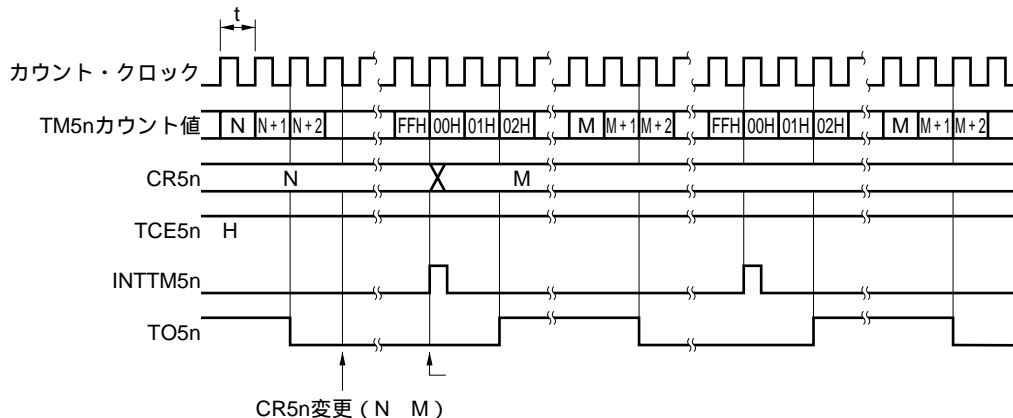 t
カウント・クロック
TM5nカウント値 N N+1 N+2 FFH 00H 01H 02H M M+1 M+2 FFH 00H 01H 02H M M+1 M+2
CR5n N M
TCE5n H
INTTM5n
TO5n
CR5n変更（N M）